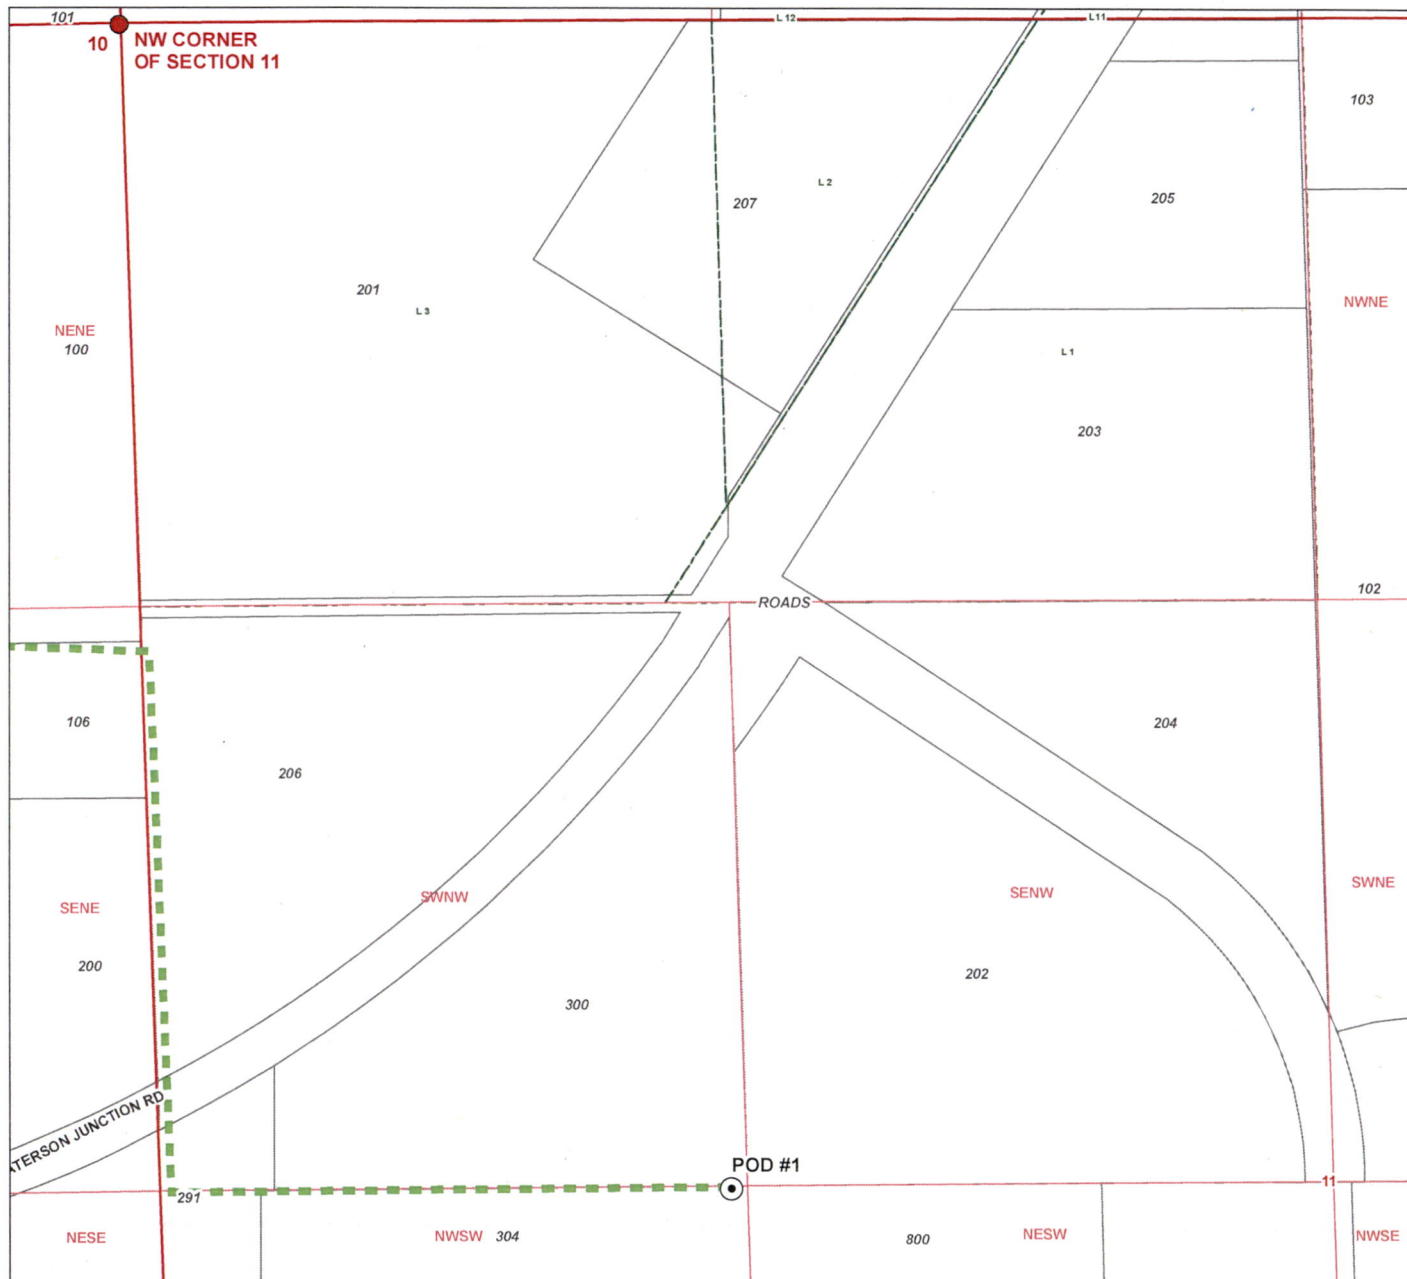 101
L 12
L11
10
NW CORNER
OF SECTION 11
103
L 2
205
207
201
L 3
NWNE
NENE
100
L 1
203
102
ROADS
106
204
206
SWNW
SENW
SWNE
SENE
200
202
300
ATERSON JUNCTION RD
POD #1
11
291
NESE
NWSW
304
800
NESW
NWSE